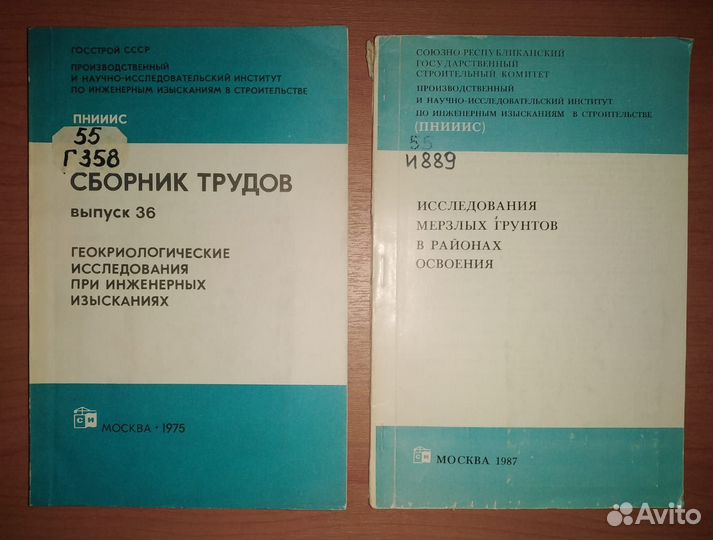 ГОССТРОЙ СССР
ПРОИЗВОДСТВЕННЫЙ
И НАУЧНО-ИССЛЕДОВАТЕЛЬСКИЙ ИНСТИТУТ
ПО ИНЖЕНЕРНЫМ ИЗЫСКАНИЯМ В СТРОИТЕЛЬСТВЕ
ПНИИИС
55
Г358
СБОРНИК ТРУДОВ
ВЫПУСК 36
ГЕОКРИОЛОГИЧЕСКИЕ
ИССЛЕДОВАНИЯ
ПРИ ИНЖЕНЕРНЫХ
ИЗЫСКАНИЯХ
СИ
МОСКВА • 1975
СОЮЗНО-РЕСПУБЛИКАНСКИЙ
ГОСУДАРСТВЕННЫЙ
СТРОИТЕЛЬНЫЙ КОМИТЕТ
ПРОИЗВОДСТВЕННЫЙ
И НАУЧНО-ИССЛЕДОВАТЕЛЬСКИЙ ИНСТИТУТ
ПО ИНЖЕНЕРНЫМ ИЗЫСКАНИЯМ В СТРОИТЕЛЬСТВЕ
(ПНИИИС)
55
И889
ИССЛЕДОВАНИЯ
МЕРЗЛЫХ ГРУНТОВ
В РАЙОНАХ
ОСВОЕНИЯ
СИ
МОСКВА 1987
Avito